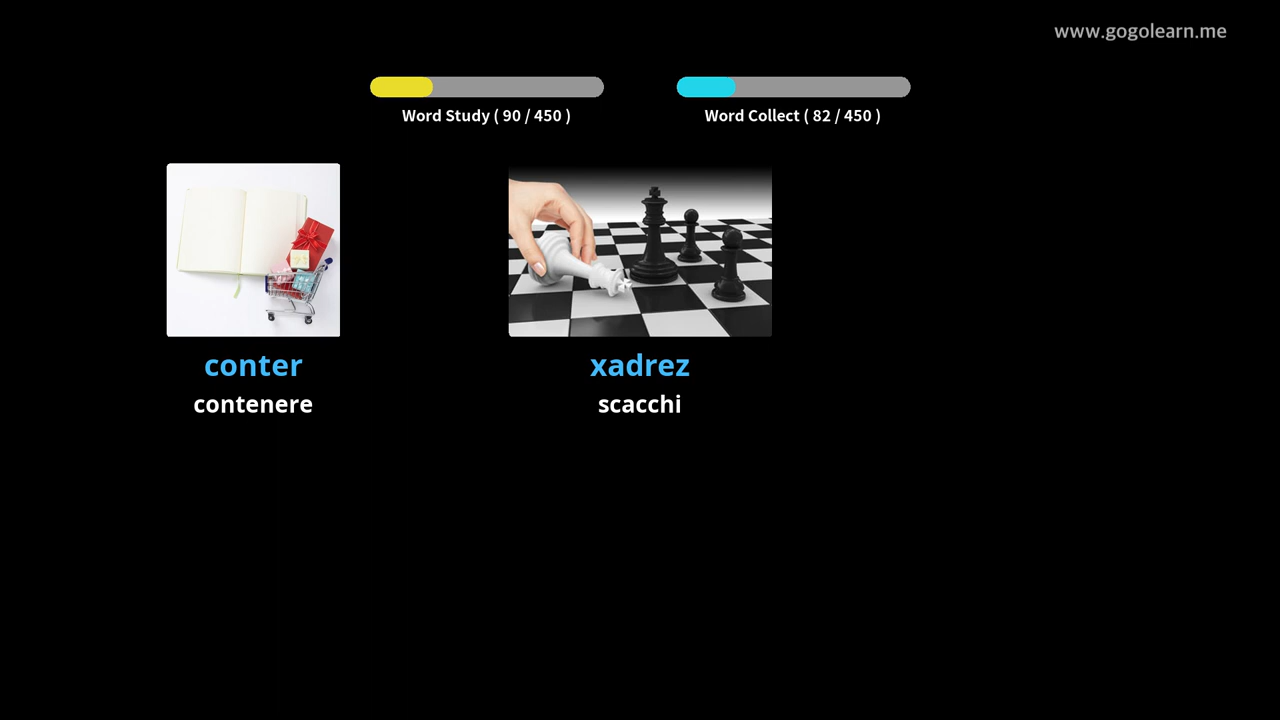 www.gogolearn.me
Word Study ( 90 / 450 )
Word Collect ( 82 / 450 )
conter
contenere
xadrez
scacchi